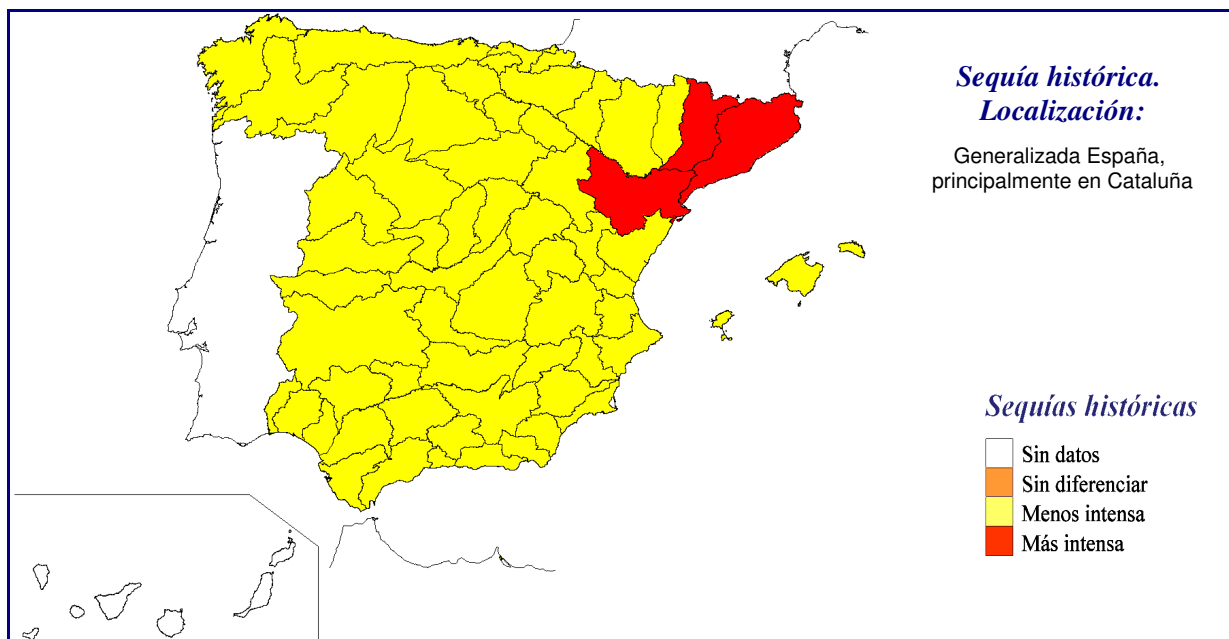 Sequía histórica.
Localización:
Generalizada España,
principalmente en Cataluña
Sequías históricas
Sin datos
Sin diferenciar
Menos intensa
Más intensa